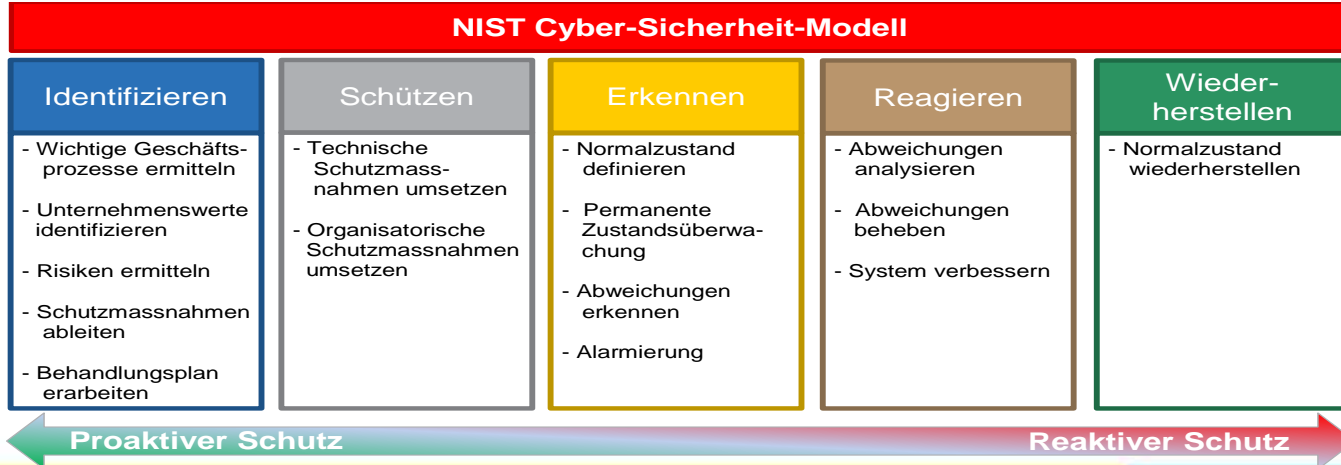 NIST Cyber-Sicherheit-Modell
Identifizieren
- Wichtige Geschäfts-
prozesse ermitteln
- Unternehmenswerte
identifizieren
- Risiken ermitteln
- Schutzmassnahmen
ableiten
- Behandlungsplan
erarbeiten
Schützen
- Technische
Schutzmass-
nahmen umsetzen
- Organisatorische
Schutzmassnahmen
umsetzen
Erkennen
- Normalzustand
definieren
- Permanente
Zustandsüberwa-
chung
- Abweichungen
erkennen
- Alarmierung
Reagieren
- Abweichungen
analysieren
- Abweichungen
beheben
- System verbessern
Wieder-
herstellen
- Normalzustand
wiederherstellen
Proaktiver Schutz
Reaktiver Schutz